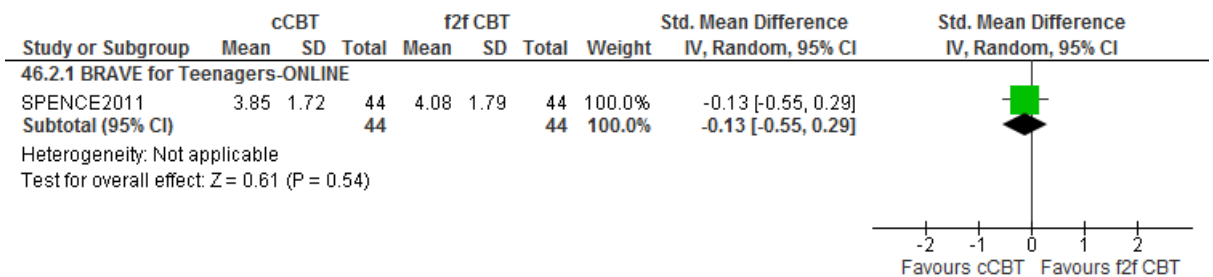 cCBT f2f CBT Std. Mean Difference Std. Mean Difference
Study or Subgroup Mean SD Total Mean SD Total Weight IV, Random, 95% CI IV, Random, 95% CI
46.2.1 BRAVE for Teenagers-ONLINE
SPENCE2011 3.85 1.72 44 4.08 1.79 44 100.0% -0.13 [-0.55, 0.29]
Subtotal (95% CI) 44 44 100.0% -0.13 [-0.55, 0.29]
Heterogeneity: Not applicable
Test for overall effect: Z = 0.61 (P = 0.54)
-2 -1 0 1 2
Favours cCBT Favours f2f CBT